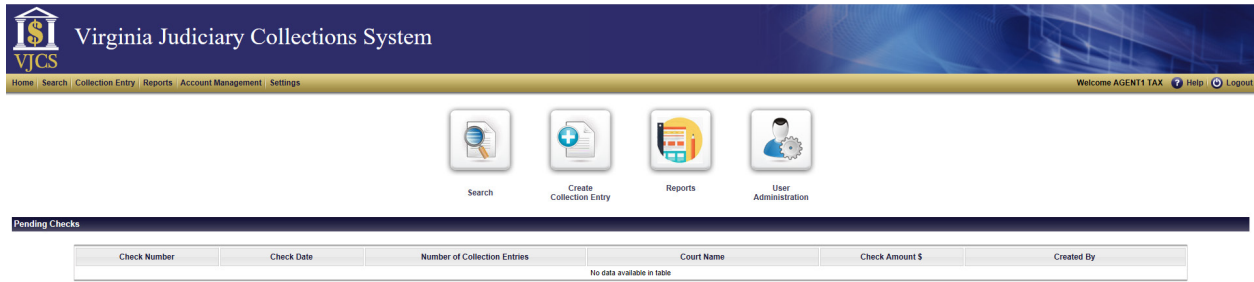 Virginia Judiciary Collections System
VJCS
Home Search Collection Entry Reports Account Management Settings Welcome AGENT1 TAX ? Help Logout
Search Create Collection Entry Reports User Administration
Pending Checks
Check Number Check Date Number of Collection Entries Court Name Check Amount $ Created By
No data available in table